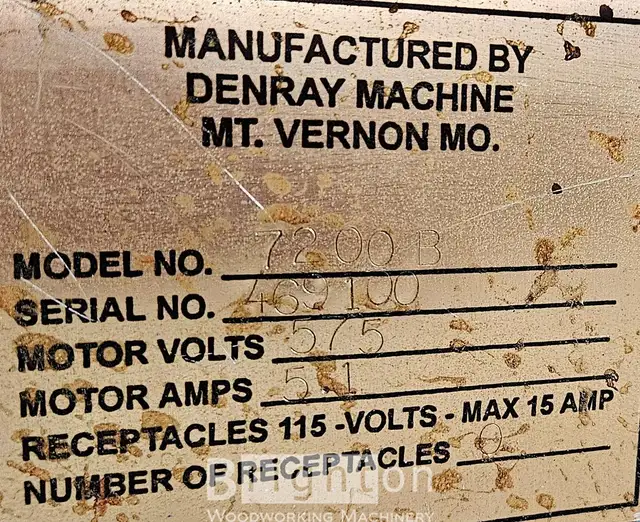 MANUFACTURED BY
DENRAY MACHINE
MT. VERNON MO.
MODEL NO. 7200 B
SERIAL NO. 469100
MOTOR VOLTS 575
MOTOR AMPS 5.1
RECEPTACLES 115 -VOLTS - MAX 15 AMP
NUMBER OF RECEPTACLES 0
Brighton
WOODWORKING MACHINERY